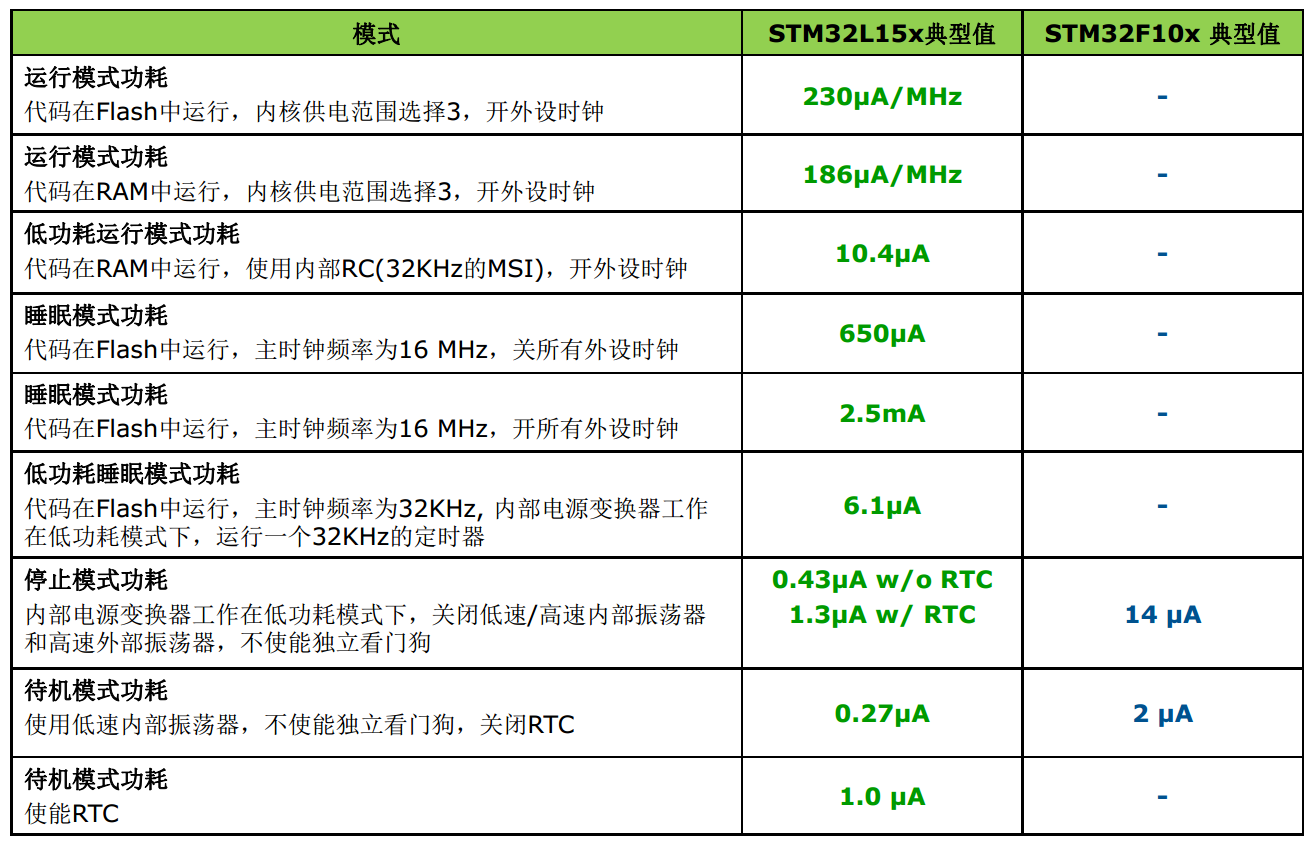 模式 STM32L15x典型值 STM32F10x 典型值
运行模式功耗
代码在Flash中运行，内核供电范围选择3，开外设时钟
230μA/MHz -
运行模式功耗
代码在RAM中运行，内核供电范围选择3，开外设时钟
186μA/MHz -
低功耗运行模式功耗
代码在RAM中运行，使用内部RC(32KHz的MSI)，开外设时钟
10.4μA -
睡眠模式功耗
代码在Flash中运行，主时钟频率为16 MHz，关所有外设时钟
650μA -
睡眠模式功耗
代码在Flash中运行，主时钟频率为16 MHz，开所有外设时钟
2.5mA -
低功耗睡眠模式功耗
代码在Flash中运行，主时钟频率为32KHz, 内部电源变换器工作
在低功耗模式下，运行一个32KHz的定时器
6.1μA -
停止模式功耗
内部电源变换器工作在低功耗模式下，关闭低速/高速内部振荡器
和高速外部振荡器，不使能独立看门狗
0.43μA w/o RTC
1.3μA w/ RTC
14 μA
待机模式功耗
使用低速内部振荡器，不使能独立看门狗，关闭RTC
0.27μA 2 μA
待机模式功耗
使能RTC
1.0 μA -